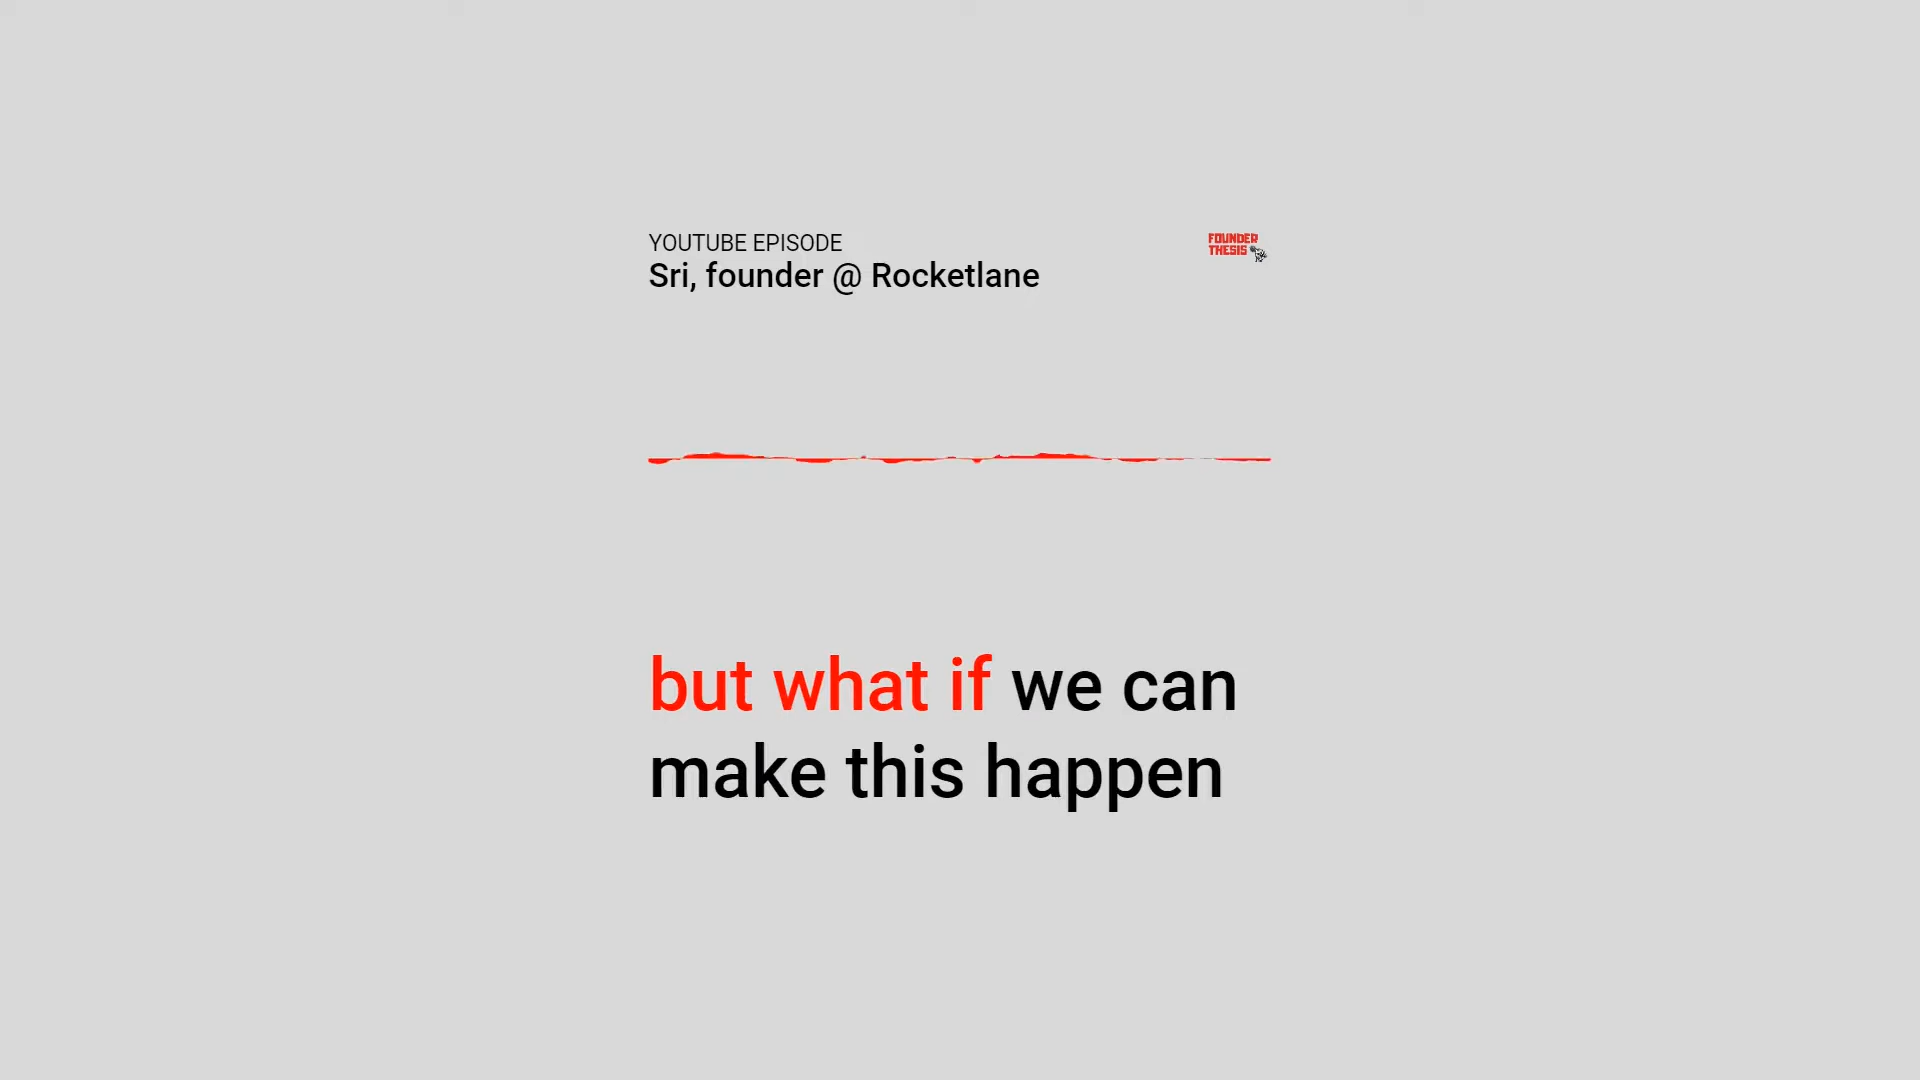 YOUTUBE EPISODE
Sri, founder @ Rocketlane
FOUNDER
THESIS
but what if we can
make this happen